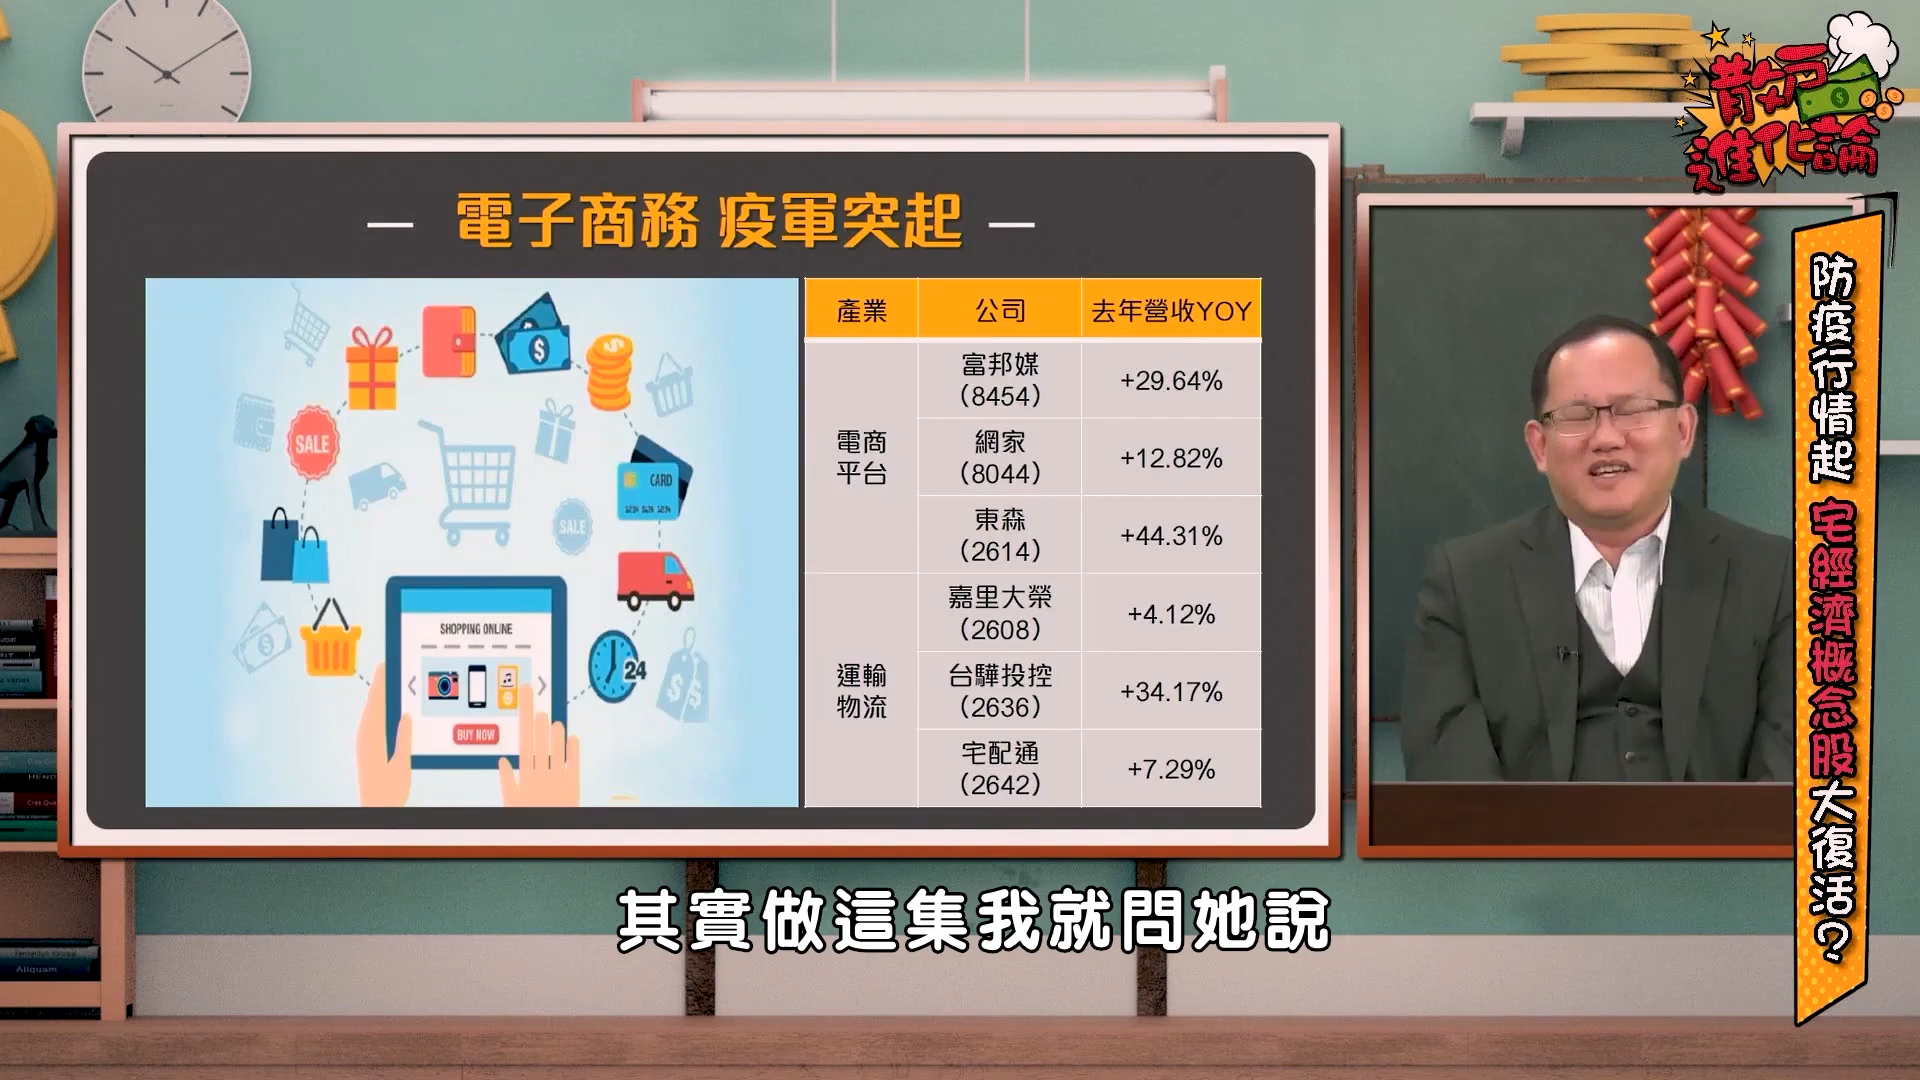 散戶
進化論
電子商務 疫軍突起
產業 公司 去年營收YOY
電商
平台
富邦媒
(8454)
+29.64%
網家
(8044)
+12.82%
東森
(2614)
+44.31%
運輸
物流
嘉里大榮
(2608)
+4.12%
台驊投控
(2636)
+34.17%
宅配通
(2642)
+7.29%
SALE
CARD
SALE
SHOPPING ONLINE
24
BUY NOW
防疫行情起 宅經濟概念股大復活?
其實做這集我就問她說
Aliquam